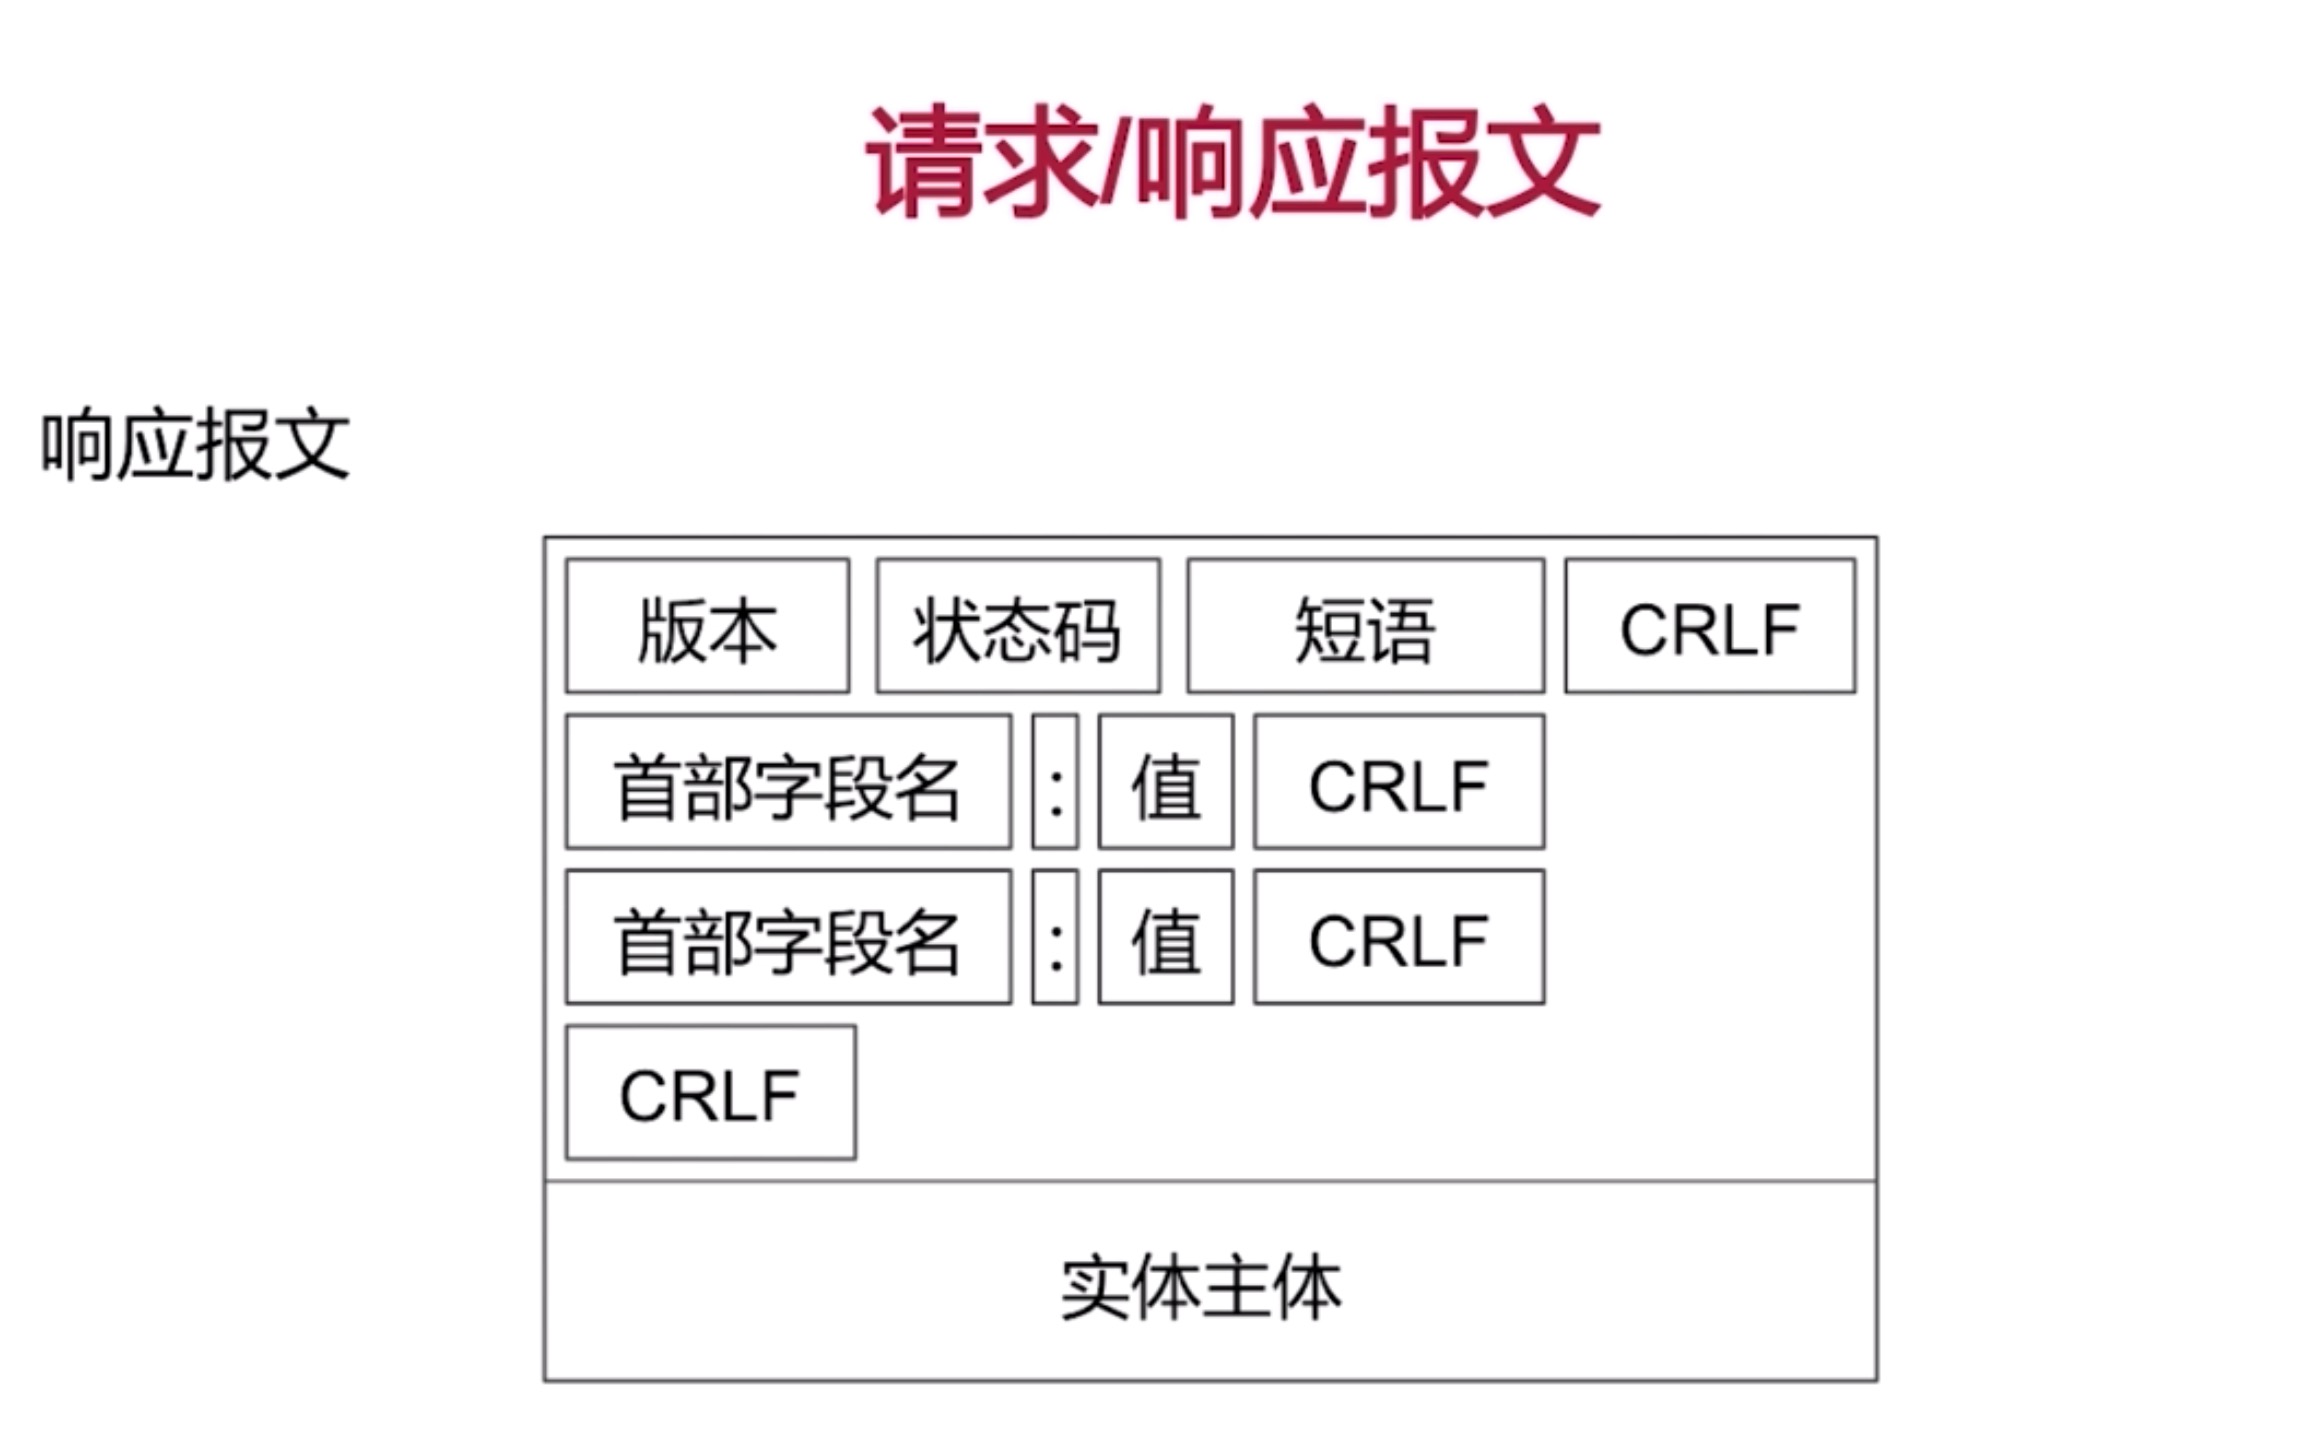 请求/响应报文
响应报文
版本 状态码 短语 CRLF
首部字段名 : 值 CRLF
首部字段名 : 值 CRLF
CRLF
实体主体